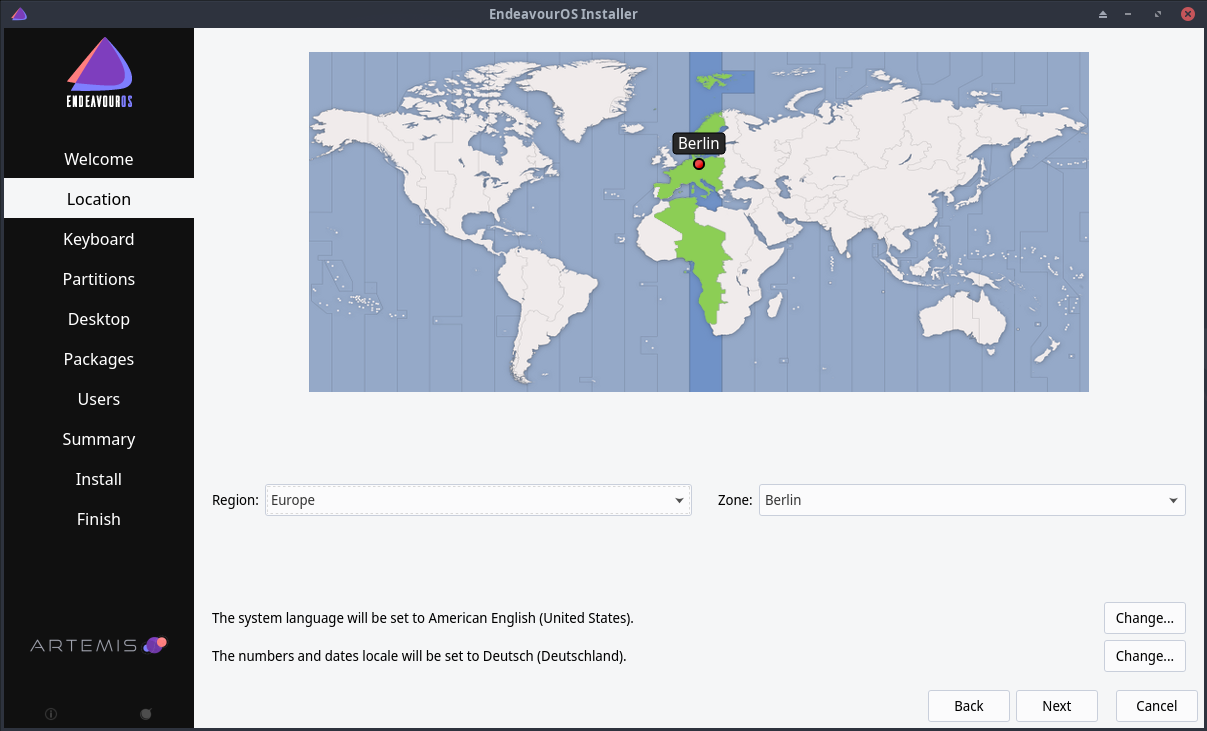 EndeavourOS Installer
ENDEAVOUROS
Welcome
Location
Keyboard
Partitions
Desktop
Packages
Users
Summary
Install
Finish
ARTEMIS
Berlin
Region: Europe Zone: Berlin
The system language will be set to American English (United States). Change...
The numbers and dates locale will be set to Deutsch (Deutschland). Change...
Back Next Cancel